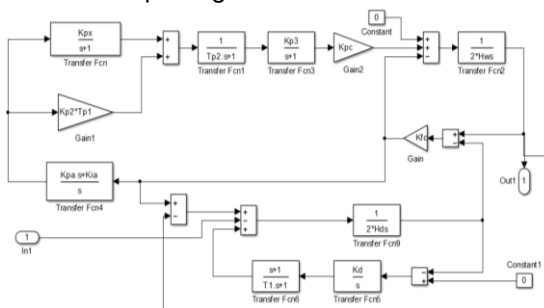 Kpx
s+1
Transfer Fcn
1
Tp2.s+1
Transfer Fcn1
Kp3
s+1
Transfer Fcn3
Kpc
Gain2
0
Constant
1
2*Hws
Transfer Fcn2
Kp2*Tp1
Gain1
Gain
Out1
1
Kpa.s+Kia
s
Transfer Fcn4
1
In1
1
2*Hds
Transfer Fcn9
s+1
T1.s+1
Transfer Fcn6
Kd
s
Transfer Fcn5
Constant1
0